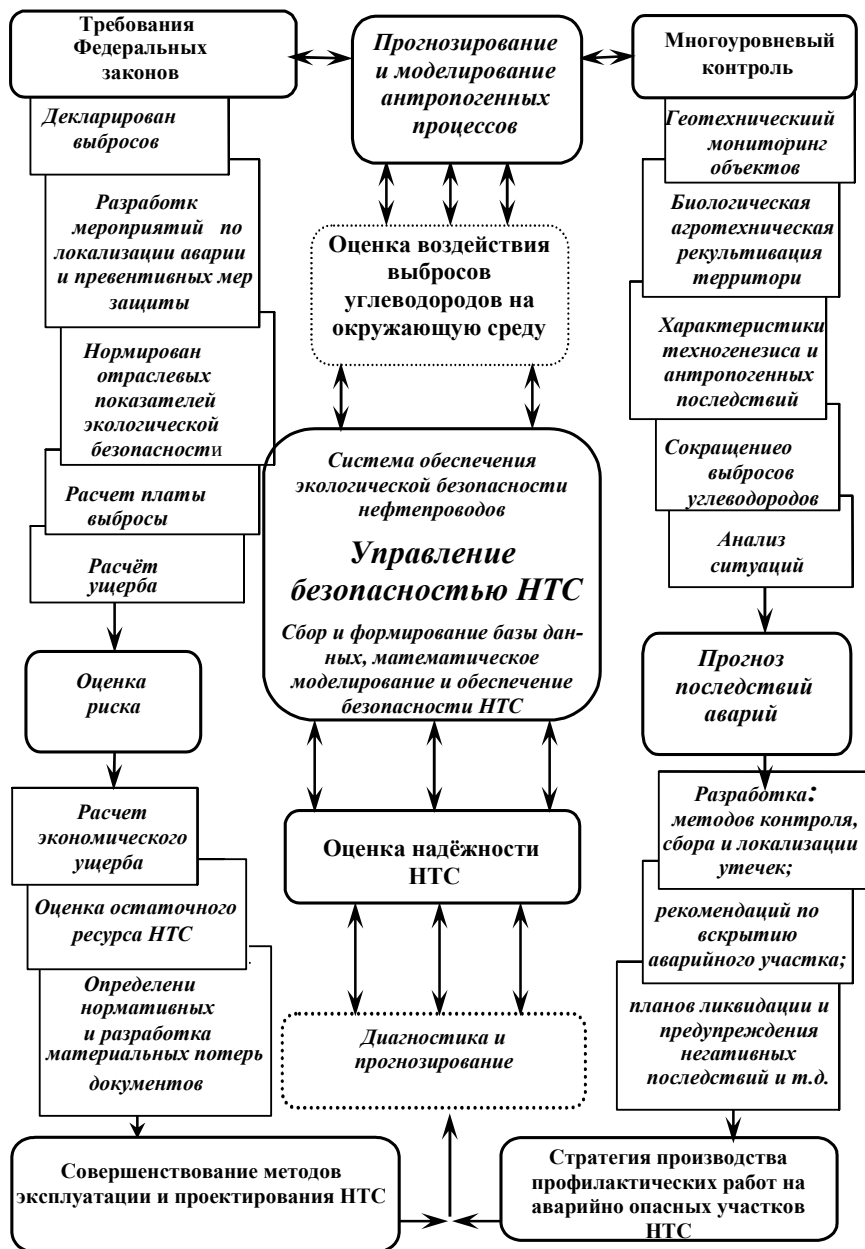 Требования
Федеральных
законов
Прогнозирование
и моделирование
антропогенных
процессов
Многоуровневый
контроль
Декларирован
выбросов
Разработк
мероприятий по
локализации аварии
и превентивных мер
защиты
Нормирован
отраслевых
показателей
экологической
безопасности
Расчет платы
выбросы
Расчёт
ущерба
Оценка
риска
Расчет
экономического
ущерба
Оценка остаточного
ресурса НТС
Определени
нормативных
и разработка
материальных потерь
документов
Совершенствование методов
эксплуатации и проектирования НТС
Оценка воздействия
выбросов
углеводородов на
окружающую среду
Система обеспечения
экологической безопасности
нефтепроводов
Управление
безопасностью НТС
Сбор и формирование базы дан-
ных, математическое
моделирование и обеспечение
безопасности НТС
Оценка надёжности
НТС
Диагностика и
прогнозирование
Геотехническиий
мониторинг
объектов
Биологическая
агротехническая
рекультивация
территори
Характеристики
техногенезиса и
антропогенных
последствий
Сокращениео
выбросов
углеводородов
Анализ
ситуаций
Прогноз
последствий
аварий
Разработка:
методов контроля,
сбора и локализации
утечек;
рекомендаций по
вскрытию
аварийного участка;
планов ликвидации и
предупреждения
негативных
последствий и т.д.
Стратегия производства
профилактических работ на
аварийно опасных участков
НТС